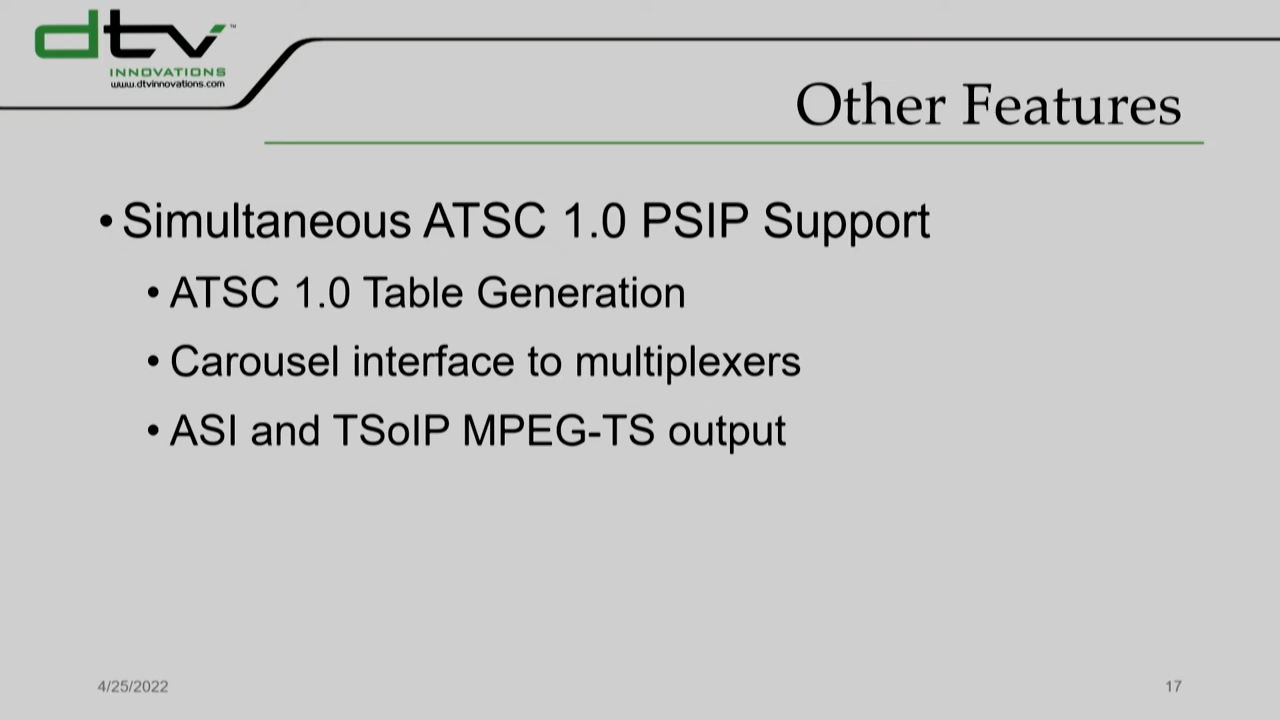 dtv™
INNOVATIONS
www.dtvinnovations.com
Other Features
• Simultaneous ATSC 1.0 PSIP Support
• ATSC 1.0 Table Generation
• Carousel interface to multiplexers
• ASI and TSoIP MPEG-TS output
4/25/2022
17